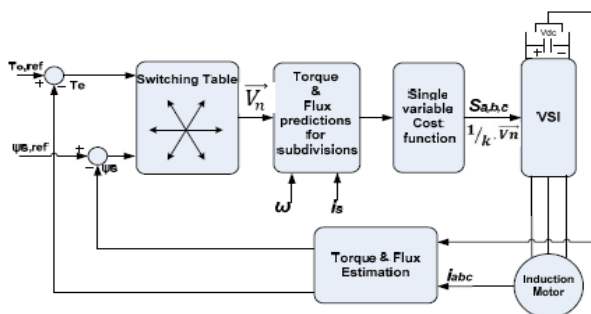 Vdc
+ −
Te,ref
+
−
Te
Switching Table
Vn
Torque
&
Flux
predictions
for
subdivisions
Single
variable
Cost
function
Sa,b,c
1/k . Vn
VSI
ψs,ref
+
−
ψs
ω
is
Torque & Flux
Estimation
iabc
Induction
Motor